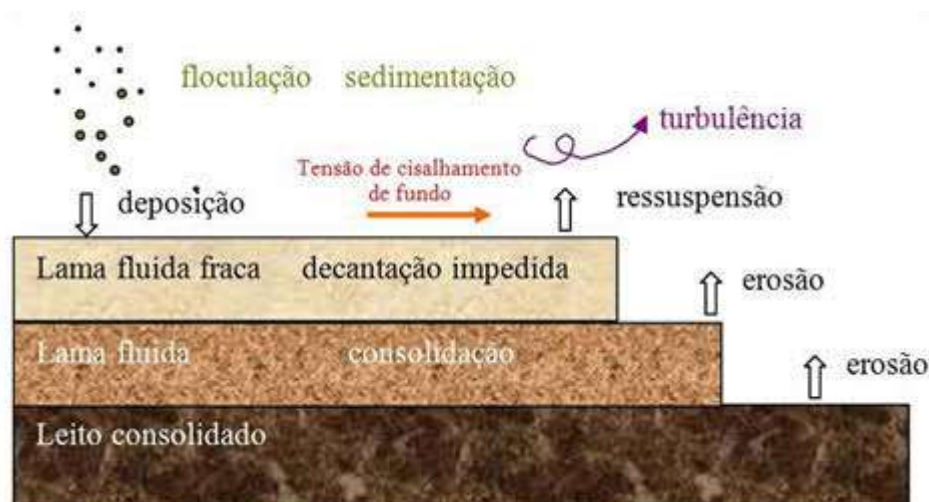 floculação sedimentação
turbulência
Tensão de cisalhamento
de fundo
deposição
ressuspensão
Lama fluida fraca decantação impedida
erosão
Lama fluida consolidação
erosão
Leito consolidado